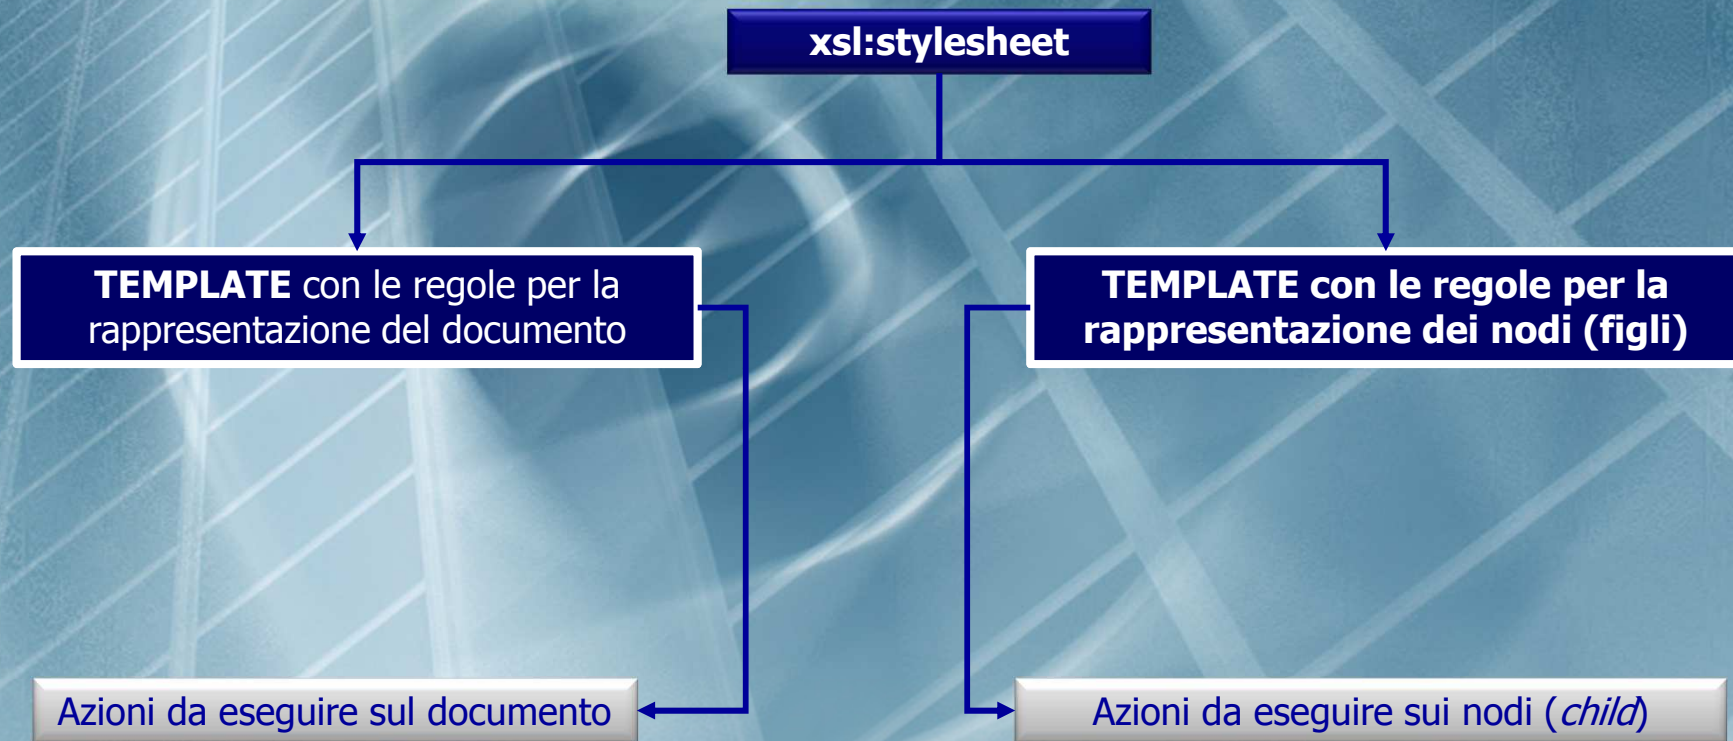 xsl:stylesheet
TEMPLATE con le regole per la
rappresentazione del documento
TEMPLATE con le regole per la
rappresentazione dei nodi (figli)
Azioni da eseguire sul documento
Azioni da eseguire sui nodi (child)